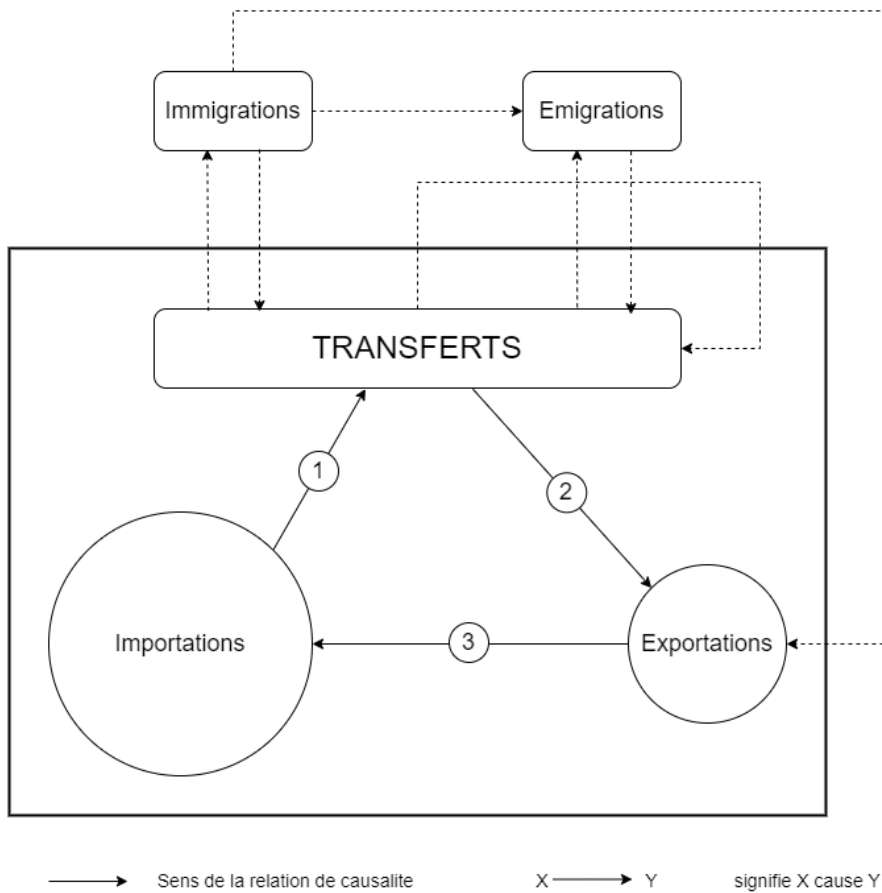 Immigrations
Emigrations
TRANSFERTS
1
2
Importations
3
Exportations
Sens de la relation de causalite X Y signifie X cause Y